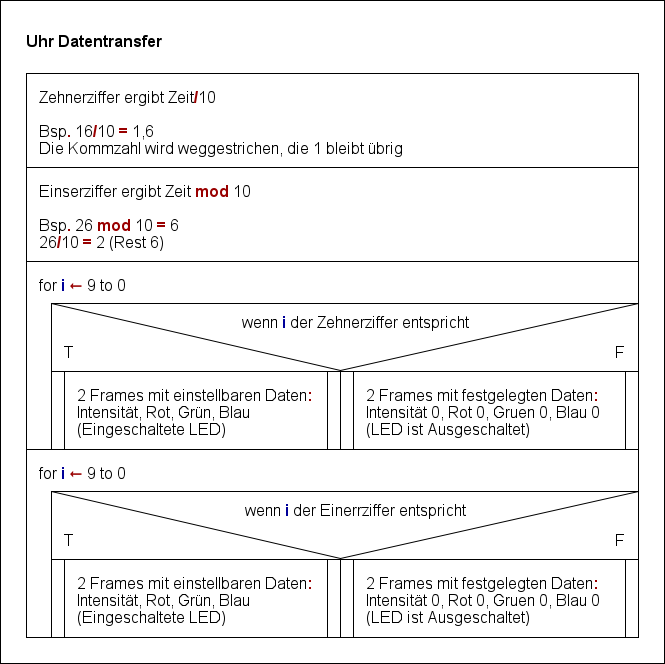 Uhr Datentransfer
Zehnerziffer ergibt Zeit/10
Bsp. 16/10 = 1,6
Die Kommzahl wird weggestrichen, die 1 bleibt übrig
Einserziffer ergibt Zeit mod 10
Bsp. 26 mod 10 = 6
26/10 = 2 (Rest 6)
for i ← 9 to 0
wenn i der Zehnerziffer entspricht
T
F
2 Frames mit einstellbaren Daten:
Intensität, Rot, Grün, Blau
(Eingeschaltete LED)
2 Frames mit festgelegten Daten:
Intensität 0, Rot 0, Gruen 0, Blau 0
(LED ist Ausgeschaltet)
for i ← 9 to 0
wenn i der Einerrziffer entspricht
T
F
2 Frames mit einstellbaren Daten:
Intensität, Rot, Grün, Blau
(Eingeschaltete LED)
2 Frames mit festgelegten Daten:
Intensität 0, Rot 0, Gruen 0, Blau 0
(LED ist Ausgeschaltet)